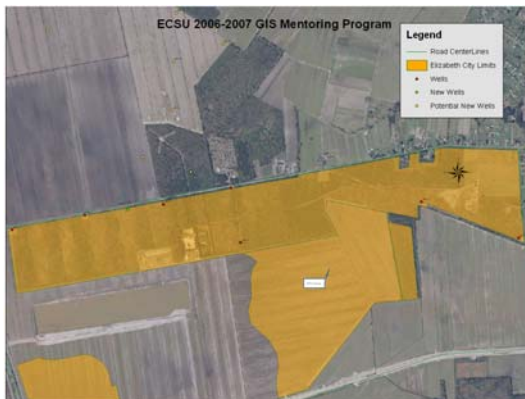 ECSU 2006-2007 GIS Mentoring Program
Legend
Road CenterLines
Elizabeth City Limits
Wells
New Wells
Potential New Wells